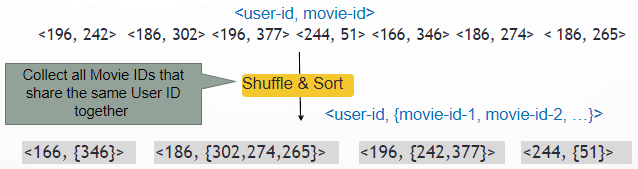 <user-id, movie-id>
<196, 242> <186, 302> <196, 377> <244, 51> <166, 346> <186, 274> < 186, 265>
Collect all Movie IDs that
share the same User ID
together
Shuffle & Sort
<user-id, {movie-id-1, movie-id-2, …}>
<166, {346}> <186, {302,274,265}> <196, {242,377}> <244, {51}>